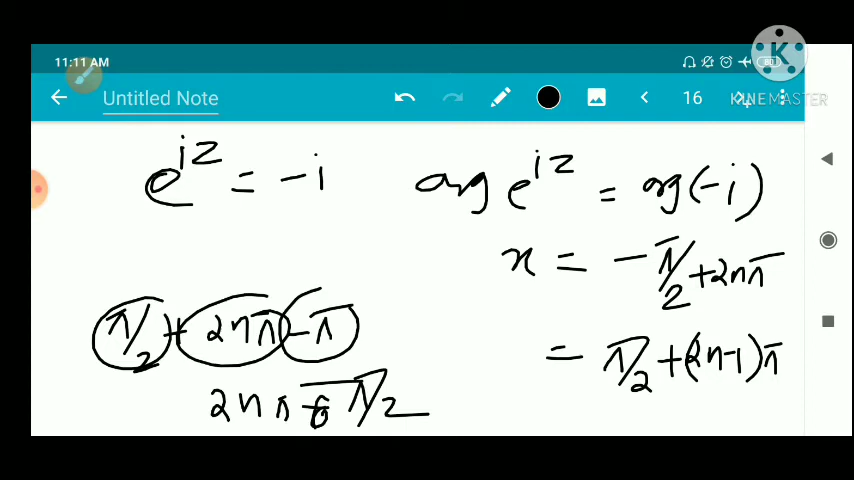 11:11 AM
80
Untitled Note
16
K
KINEMASTER
e^{iz} = -i
arg e^{iz} = arg(-i)
x = -π/2 + 2nπ
π/2 + 2nπ - π
= π/2 + (2n-1)π
2nπ - π/2